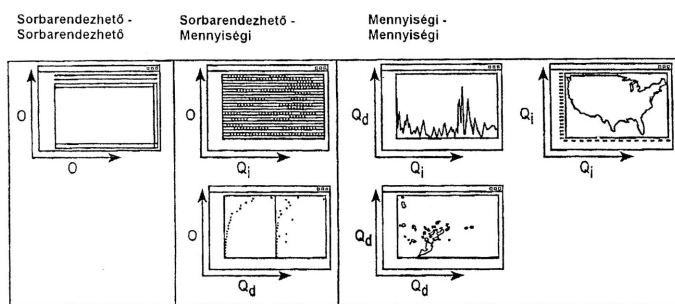 Sorbarendezhető -
Sorbarendezhető
Sorbarendezhető -
Mennyiségi
Mennyiségi -
Mennyiségi
O
O
O
Qi
Qd
Qi
Qi
Qi
O
Qd
Qd
Qd